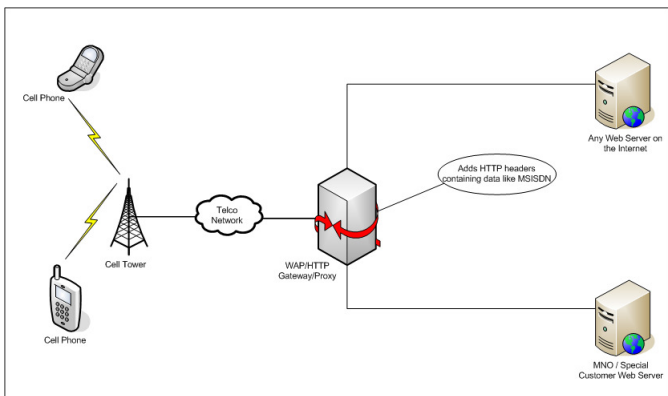 Cell Phone
Any Web Server on
the Internet
Adds HTTP headers
containing data like MSISDN
Telco
Network
Cell Tower
WAP/HTTP
Gateway/Proxy
Cell Phone
MNO / Special
Customer Web Server